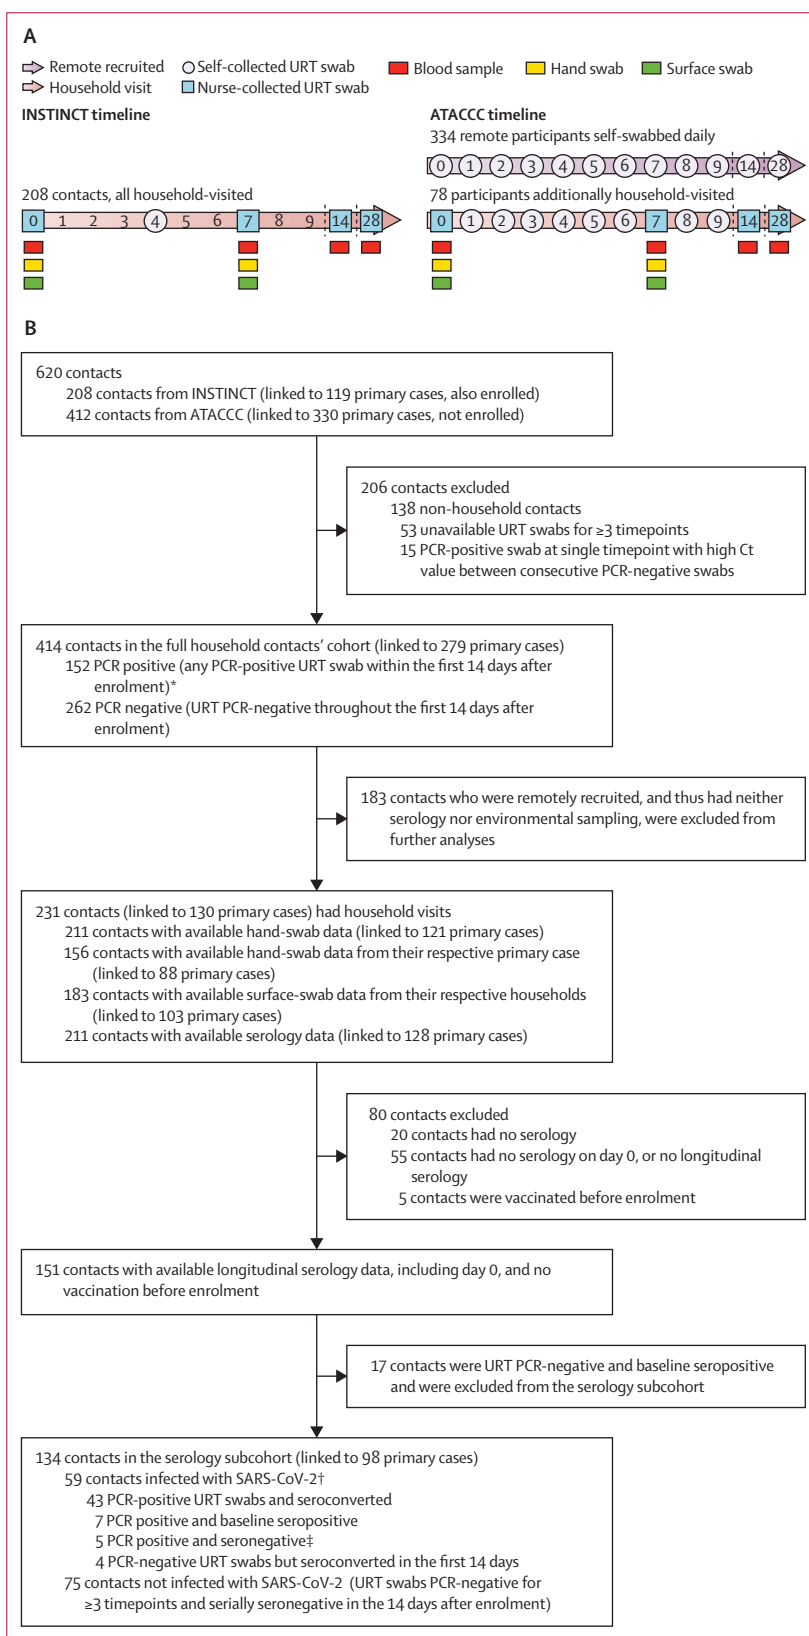 A
Remote recruited
Self-collected URT swab
Blood sample
Hand swab
Surface swab
Household visit
Nurse-collected URT swab
INSTINCT timeline
ATACCC timeline
334 remote participants self-swabbed daily
0 1 2 3 4 5 6 7 8 9 14 28
208 contacts, all household-visited
78 participants additionally household-visited
0 1 2 3 4 5 6 7 8 9 14 28
0 1 2 3 4 5 6 7 8 9 14 28
B
620 contacts
208 contacts from INSTINCT (linked to 119 primary cases, also enrolled)
412 contacts from ATACCC (linked to 330 primary cases, not enrolled)
206 contacts excluded
138 non-household contacts
53 unavailable URT swabs for ≥3 timepoints
15 PCR-positive swab at single timepoint with high Ct
value between consecutive PCR-negative swabs
414 contacts in the full household contacts' cohort (linked to 279 primary cases)
152 PCR positive (any PCR-positive URT swab within the first 14 days after
enrolment)*
262 PCR negative (URT PCR-negative throughout the first 14 days after
enrolment)
183 contacts who were remotely recruited, and thus had neither
serology nor environmental sampling, were excluded from
further analyses
231 contacts (linked to 130 primary cases) had household visits
211 contacts with available hand-swab data (linked to 121 primary cases)
156 contacts with available hand-swab data from their respective primary case
(linked to 88 primary cases)
183 contacts with available surface-swab data from their respective households
(linked to 103 primary cases)
211 contacts with available serology data (linked to 128 primary cases)
80 contacts excluded
20 contacts had no serology
55 contacts had no serology on day 0, or no longitudinal
serology
5 contacts were vaccinated before enrolment
151 contacts with available longitudinal serology data, including day 0, and no
vaccination before enrolment
17 contacts were URT PCR-negative and baseline seropositive
and were excluded from the serology subcohort
134 contacts in the serology subcohort (linked to 98 primary cases)
59 contacts infected with SARS-CoV-2†
43 PCR-positive URT swabs and seroconverted
7 PCR positive and baseline seropositive
5 PCR positive and seronegative‡
4 PCR-negative URT swabs but seroconverted in the first 14 days
75 contacts not infected with SARS-CoV-2 (URT swabs PCR-negative for
≥3 timepoints and serially seronegative in the 14 days after enrolment)